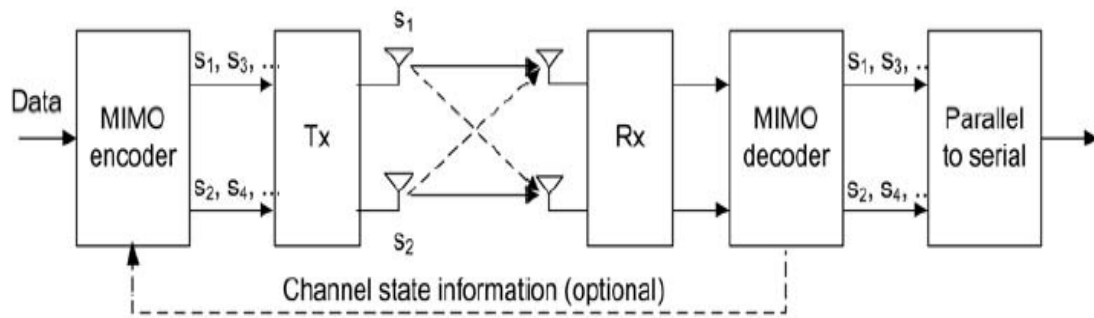 Data
MIMO
encoder
s1, s3, ...
s2, s4, ...
Tx
s1
s2
Rx
MIMO
decoder
s1, s3, ..
s2, s4, ..
Parallel
to serial
Channel state information (optional)